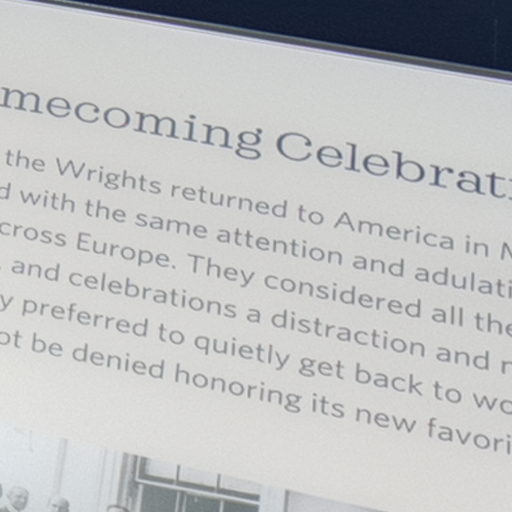 mecoming Celebrat
the Wrights returned to America in
with the same attention and adulati
cross Europe. They considered all the
and celebrations a distraction and
y preferred to quietly get back to wo
ot be denied honoring its new favori